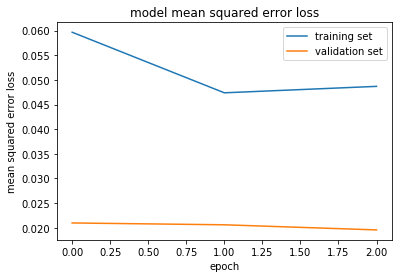 model mean squared error loss
training set
validation set
mean squared error loss
0.060
0.055
0.050
0.045
0.040
0.035
0.030
0.025
0.020
0.00 0.25 0.50 0.75 1.00 1.25 1.50 1.75 2.00
epoch